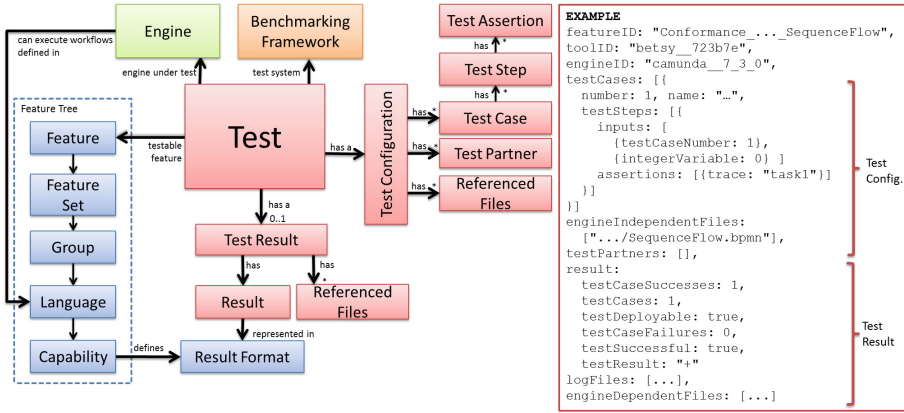 can execute workflows
defined in
Engine
Benchmarking
Framework
engine under test
test system
Test Assertion
has
*
Test Step
has
*
Test Case
Feature Tree
Feature
testable
feature
Test
has a
Test Configuration
has
*
has
*
Test Partner
has
*
Referenced
Files
Feature
Set
Group
Language
Capability
defines
has a
0..1
Test Result
has
has
*
Result
Referenced
Files
represented in
Result Format
EXAMPLE
featureID: "Conformance_..._SequenceFlow",
toolID: "betsy__723b7e",
engineID: "camunda__7_3_0",
testCases: [{
number: 1, name: "…",
testSteps: [{
inputs: [
{testCaseNumber: 1},
{integerVariable: 0} ]
assertions: [{trace: "task1"}]
}]
}]
engineIndependentFiles:
[".../SequenceFlow.bpmn"],
testPartners: [],
result:
testCaseSuccesses: 1,
testCases: 1,
testDeployable: true,
testCaseFailures: 0,
testSuccessful: true,
testResult: "+"
logFiles: [...],
engineDependentFiles: [...]
Test
Config.
Test
Result